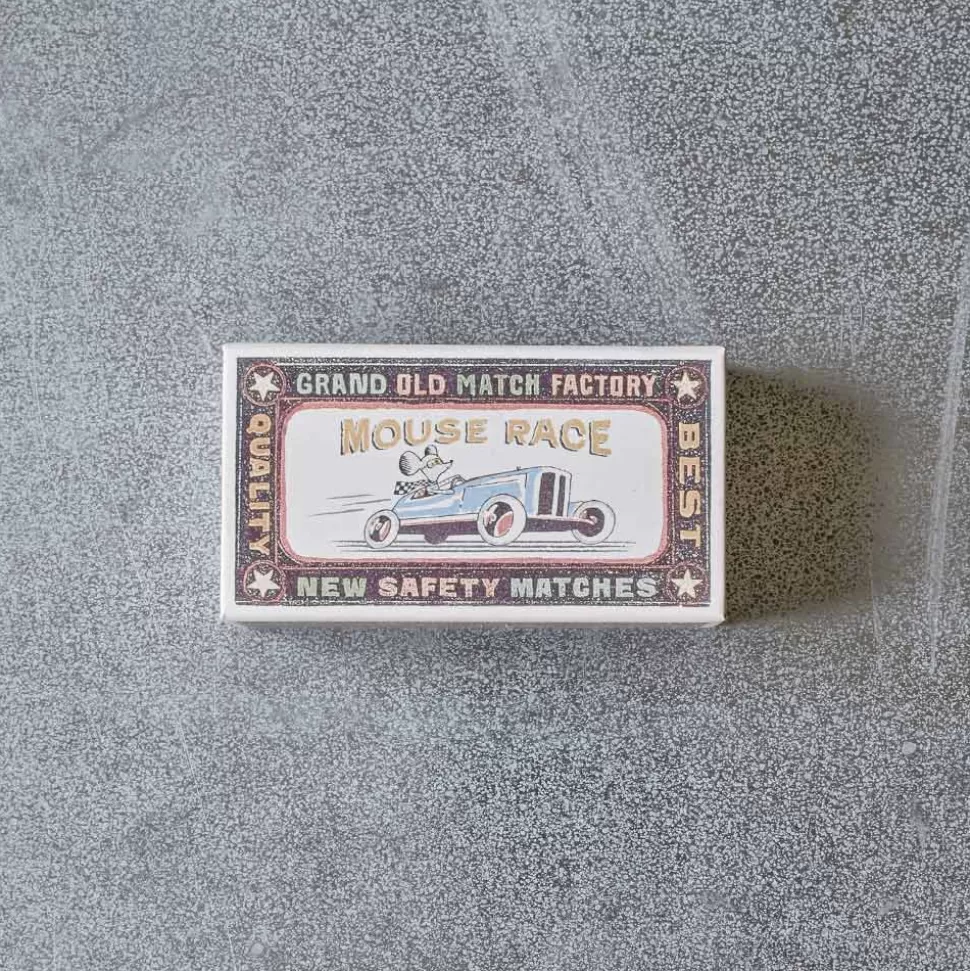 GRAND OLD MATCH FACTORY
QUALITY
MOUSE RACE
BEST
NEW SAFETY MATCHES